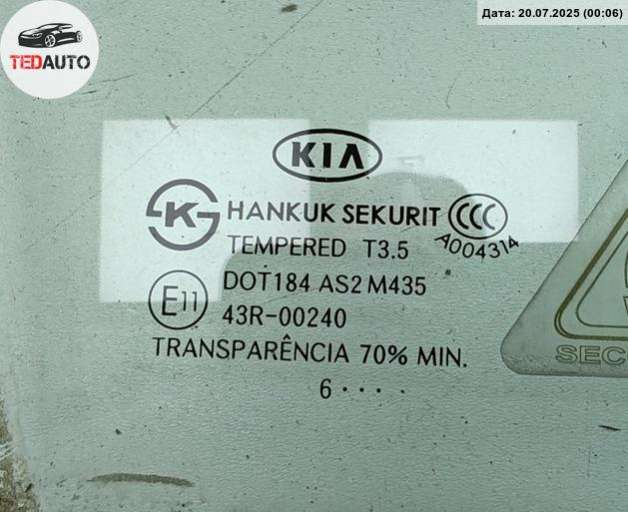 Дата: 20.07.2025 (00:06)
TEDAUTO
KIA
K
HANKUK SEKURIT CCC
TEMPERED T3.5 A004314
DOT184 AS2 M435
E11
43R-00240
TRANSPARÊNCIA 70% MIN.
6 · · · ·
SEC